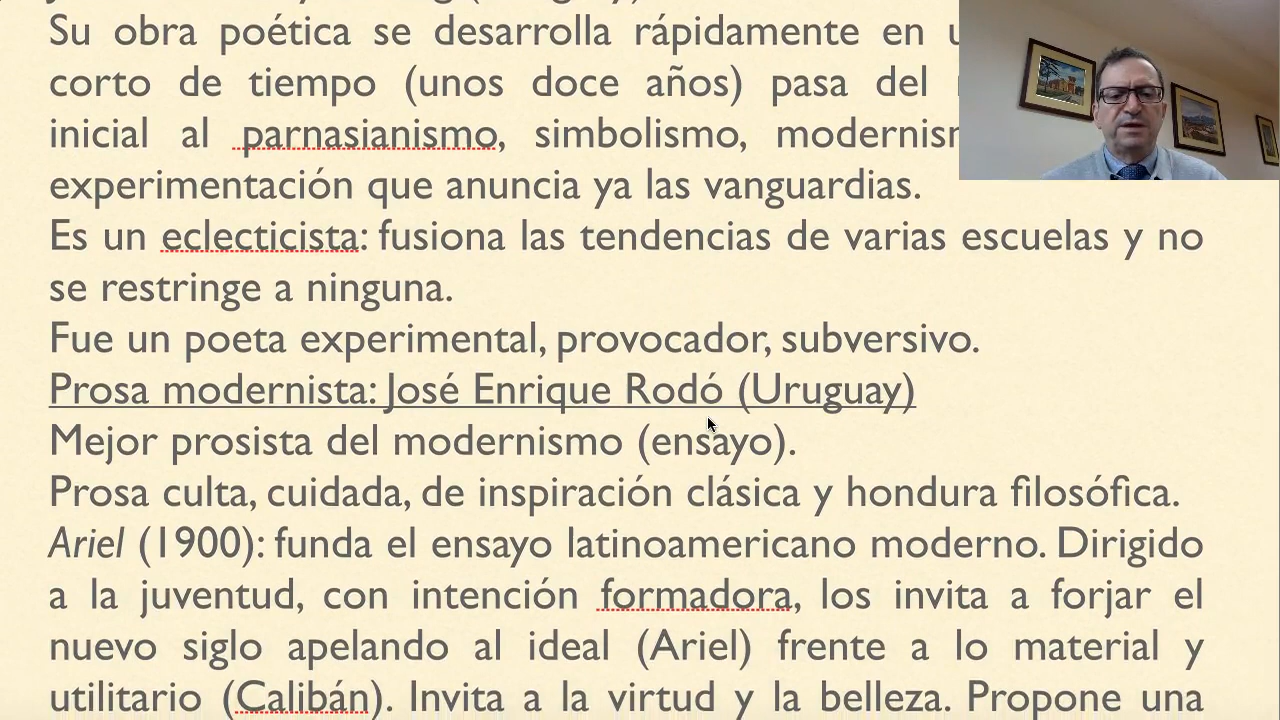 Su obra poética se desarrolla rápidamente en
corto de tiempo (unos doce años) pasa del
inicial al parnasianismo, simbolismo,
experimentación que anuncia ya las vanguardias.
Es un eclecticista: fusiona las tendencias de varias escuelas y no
se restringe a ninguna.
Fue un poeta experimental, provocador, subversivo.
Prosa modernista: José Enrique Rodó (Uruguay)
Mejor prosista del modernismo (ensayo).
Prosa culta, cuidada, de inspiración clásica y hondura filosófica.
Ariel (1900): funda el ensayo latinoamericano moderno. Dirigido
a la juventud, con intención formadora, los invita a forjar el
nuevo siglo apelando al ideal (Ariel) frente a lo material y
utilitario (Calibán). Invita a la virtud y la belleza. Propone una